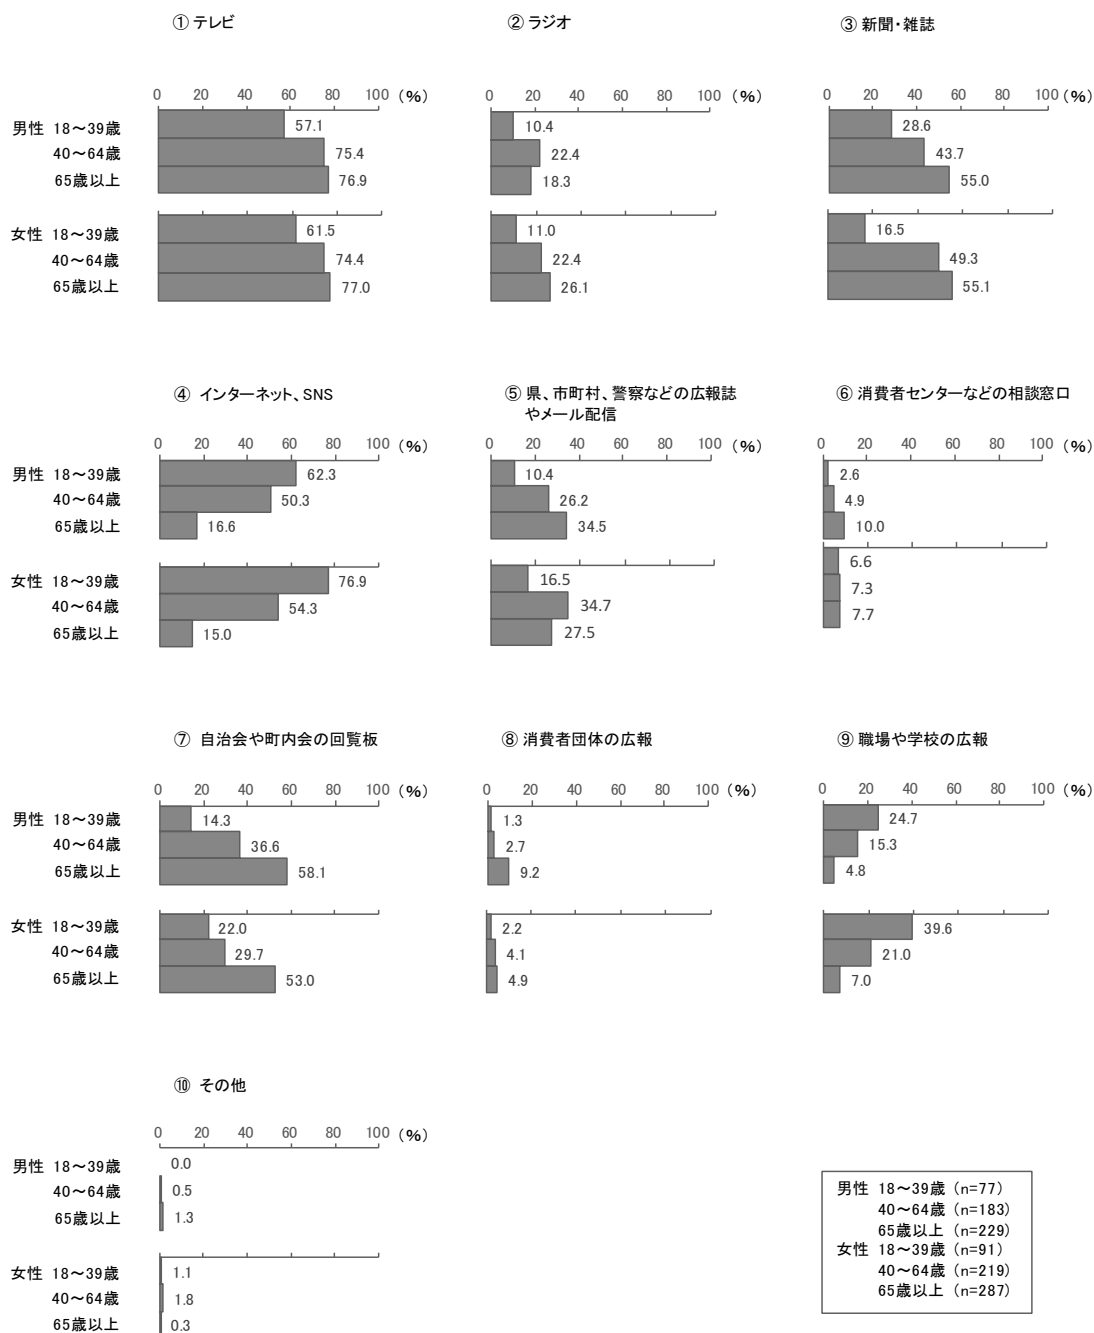 ① テレビ
0 20 40 60 80 100 (%)
男性 18～39歳 57.1
40～64歳 75.4
65歳以上 76.9
女性 18～39歳 61.5
40～64歳 74.4
65歳以上 77.0
② ラジオ
0 20 40 60 80 100 (%)
10.4
22.4
18.3
11.0
22.4
26.1
③ 新聞・雑誌
0 20 40 60 80 100 (%)
28.6
43.7
55.0
16.5
49.3
55.1
④ インターネット、SNS
0 20 40 60 80 100 (%)
男性 18～39歳 62.3
40～64歳 50.3
65歳以上 16.6
女性 18～39歳 76.9
40～64歳 54.3
65歳以上 15.0
⑤ 県、市町村、警察などの広報誌
やメール配信
0 20 40 60 80 100 (%)
10.4
26.2
34.5
16.5
34.7
27.5
⑥ 消費者センターなどの相談窓口
0 20 40 60 80 100 (%)
2.6
4.9
10.0
6.6
7.3
7.7
⑦ 自治会や町内会の回覧板
0 20 40 60 80 100 (%)
男性 18～39歳 14.3
40～64歳 36.6
65歳以上 58.1
女性 18～39歳 22.0
40～64歳 29.7
65歳以上 53.0
⑧ 消費者団体の広報
0 20 40 60 80 100 (%)
1.3
2.7
9.2
2.2
4.1
4.9
⑨ 職場や学校の広報
0 20 40 60 80 100 (%)
24.7
15.3
4.8
39.6
21.0
7.0
⑩ その他
0 20 40 60 80 100 (%)
男性 18～39歳 0.0
40～64歳 0.5
65歳以上 1.3
女性 18～39歳 1.1
40～64歳 1.8
65歳以上 0.3
男性 18～39歳 (n=77)
40～64歳 (n=183)
65歳以上 (n=229)
女性 18～39歳 (n=91)
40～64歳 (n=219)
65歳以上 (n=287)